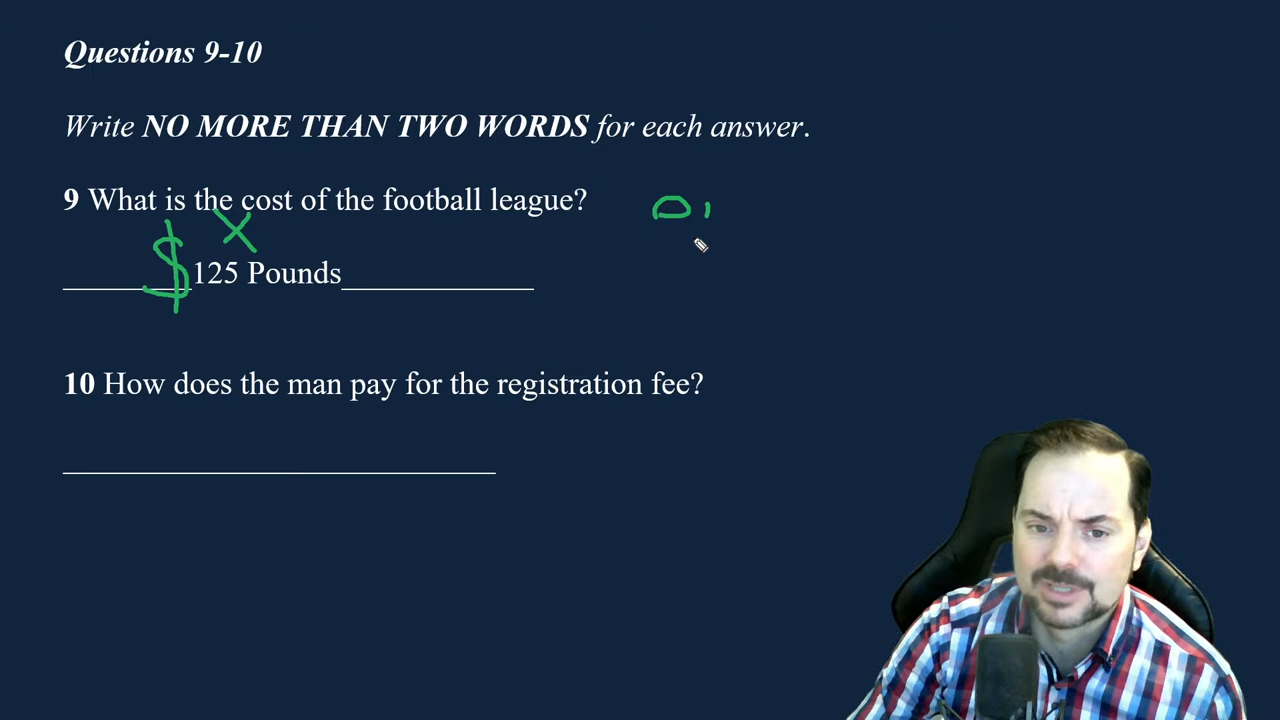 Questions 9-10
Write NO MORE THAN TWO WORDS for each answer.
9 What is the cost of the football league?
$ 125 Pounds
10 How does the man pay for the registration fee?